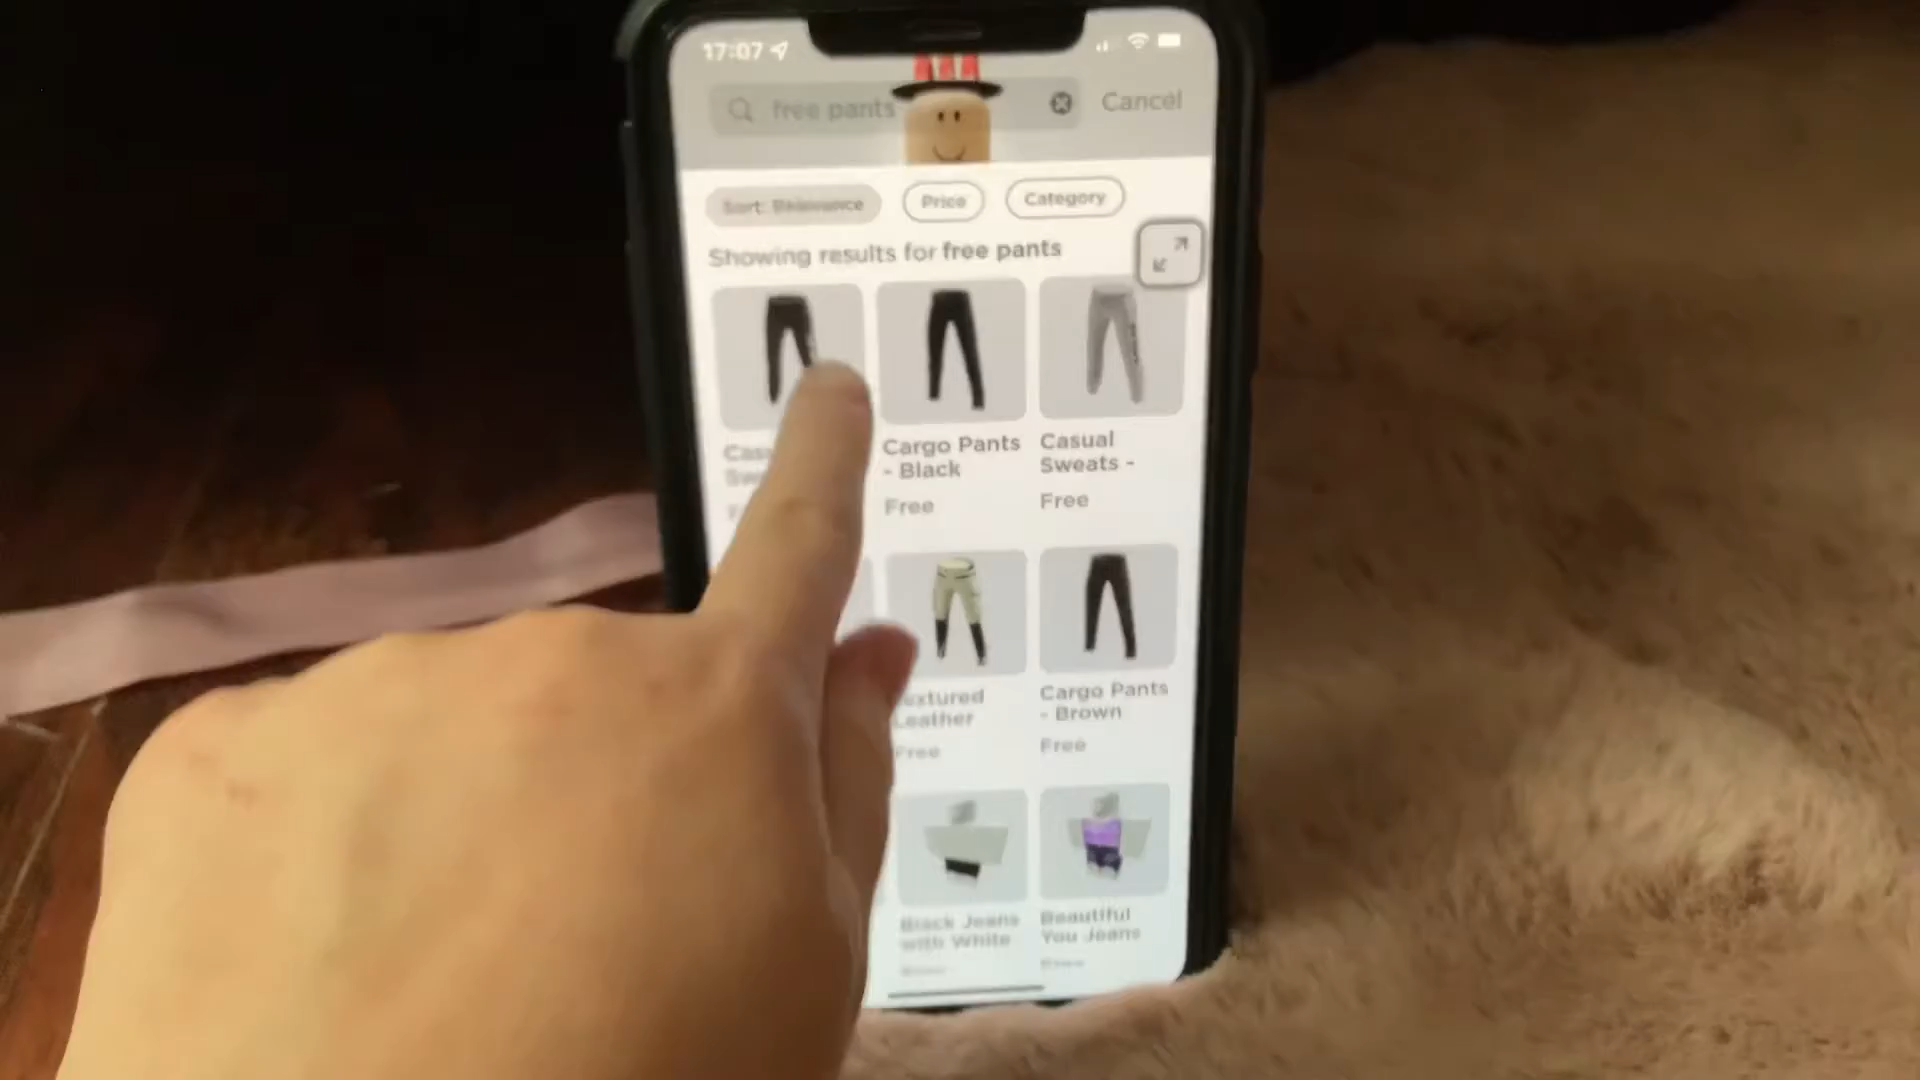 17:07
free pants
Cancel
Sort: Relevance
Price
Category
Showing results for free pants
Cargo Pants
- Black
Free
Casual
Sweats -
Free
Textured
Leather
Free
Cargo Pants
- Brown
Free
Black Jeans
with White
Beautiful
You Jeans